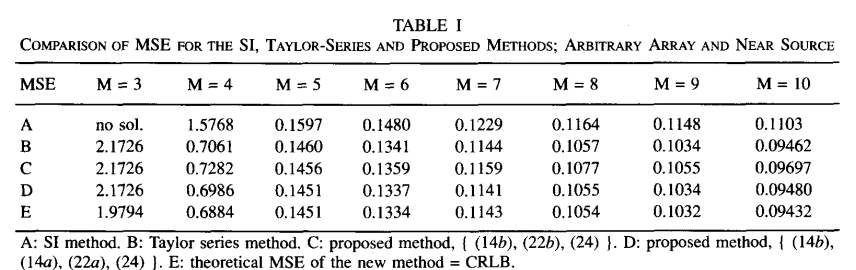 TABLE I
COMPARISON OF MSE FOR THE SI, TAYLOR-SERIES AND PROPOSED METHODS; ARBITRARY ARRAY AND NEAR SOURCE
MSE M = 3 M = 4 M = 5 M = 6 M = 7 M = 8 M = 9 M = 10
A no sol. 1.5768 0.1597 0.1480 0.1229 0.1164 0.1148 0.1103
B 2.1726 0.7061 0.1460 0.1341 0.1144 0.1057 0.1034 0.09462
C 2.1726 0.7282 0.1456 0.1359 0.1159 0.1077 0.1055 0.09697
D 2.1726 0.6986 0.1451 0.1337 0.1141 0.1055 0.1034 0.09480
E 1.9794 0.6884 0.1451 0.1334 0.1143 0.1054 0.1032 0.09432
A: SI method. B: Taylor series method. C: proposed method, { (14b), (22b), (24) }. D: proposed method, { (14b),
(14a), (22a), (24) }. E: theoretical MSE of the new method = CRLB.